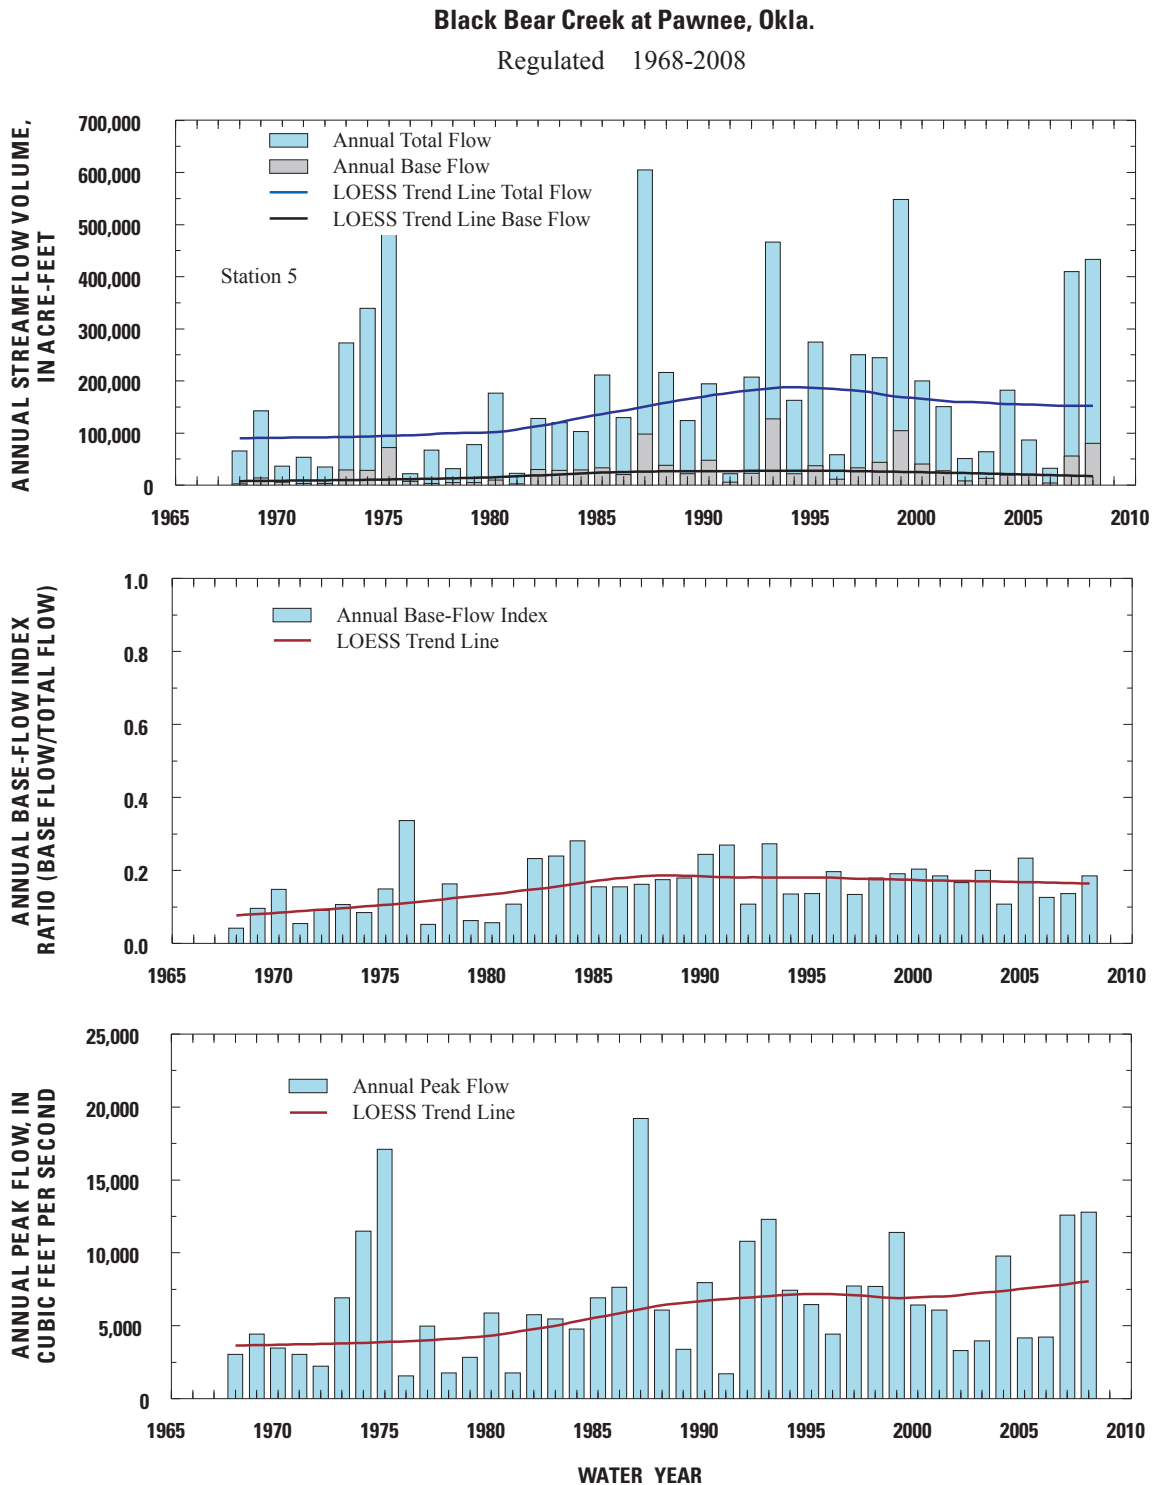 Black Bear Creek at Pawnee, Okla.
Regulated 1968-2008
ANNUAL STREAMFLOW VOLUME,
IN ACRE-FEET
700,000
600,000
500,000
400,000
300,000
200,000
100,000
0
Annual Total Flow
Annual Base Flow
LOESS Trend Line Total Flow
LOESS Trend Line Base Flow
Station 5
1965 1970 1975 1980 1985 1990 1995 2000 2005 2010
ANNUAL BASE-FLOW INDEX
RATIO (BASE FLOW/TOTAL FLOW)
1.0
0.8
0.6
0.4
0.2
0.0
Annual Base-Flow Index
LOESS Trend Line
1965 1970 1975 1980 1985 1990 1995 2000 2005 2010
ANNUAL PEAK FLOW, IN
CUBIC FEET PER SECOND
25,000
20,000
15,000
10,000
5,000
0
Annual Peak Flow
LOESS Trend Line
1965 1970 1975 1980 1985 1990 1995 2000 2005 2010
WATER YEAR